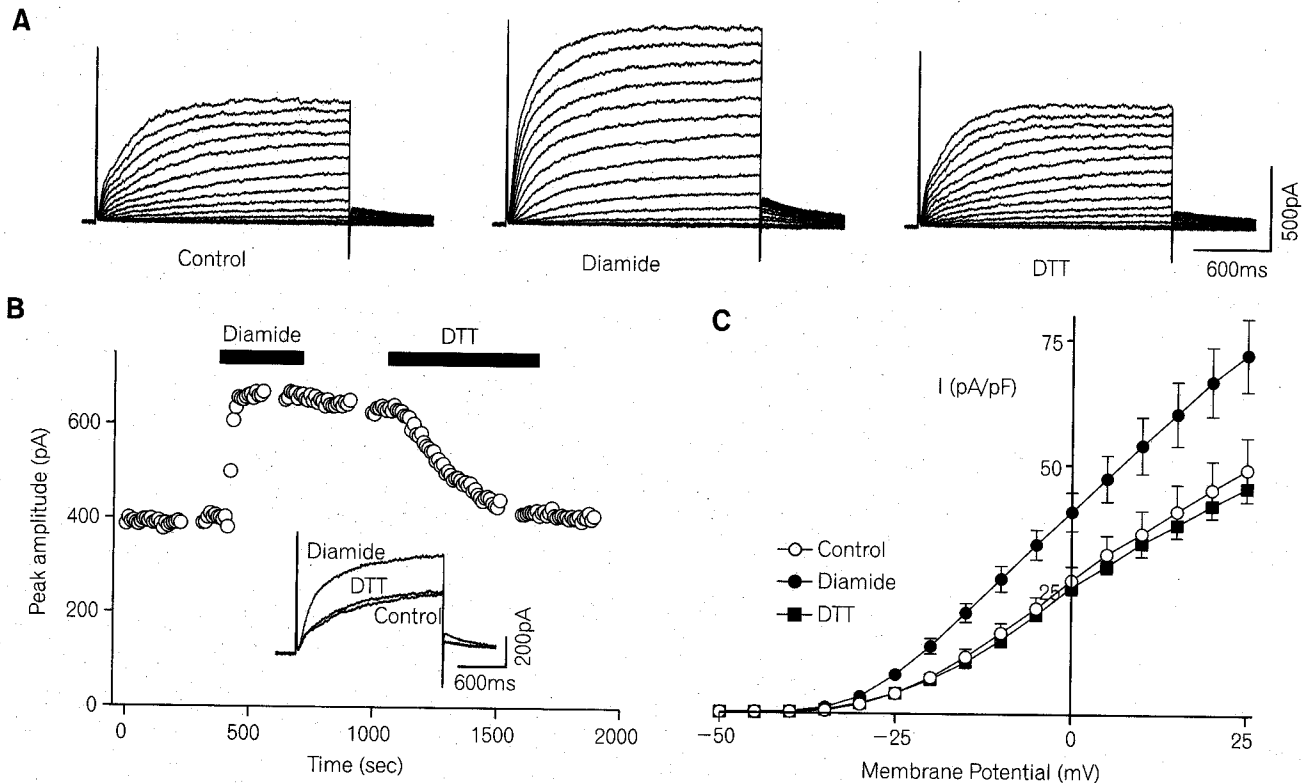 A
Control
Diamide
DTT
500pA
600ms
B
Diamide
DTT
Peak amplitude (pA)
600
400
200
0
Diamide
DTT
Control
200pA
600ms
0
500
1000
1500
2000
Time (sec)
C
75
I (pA/pF)
50
25
Control
Diamide
DTT
−50
−25
0
25
Membrane Potential (mV)